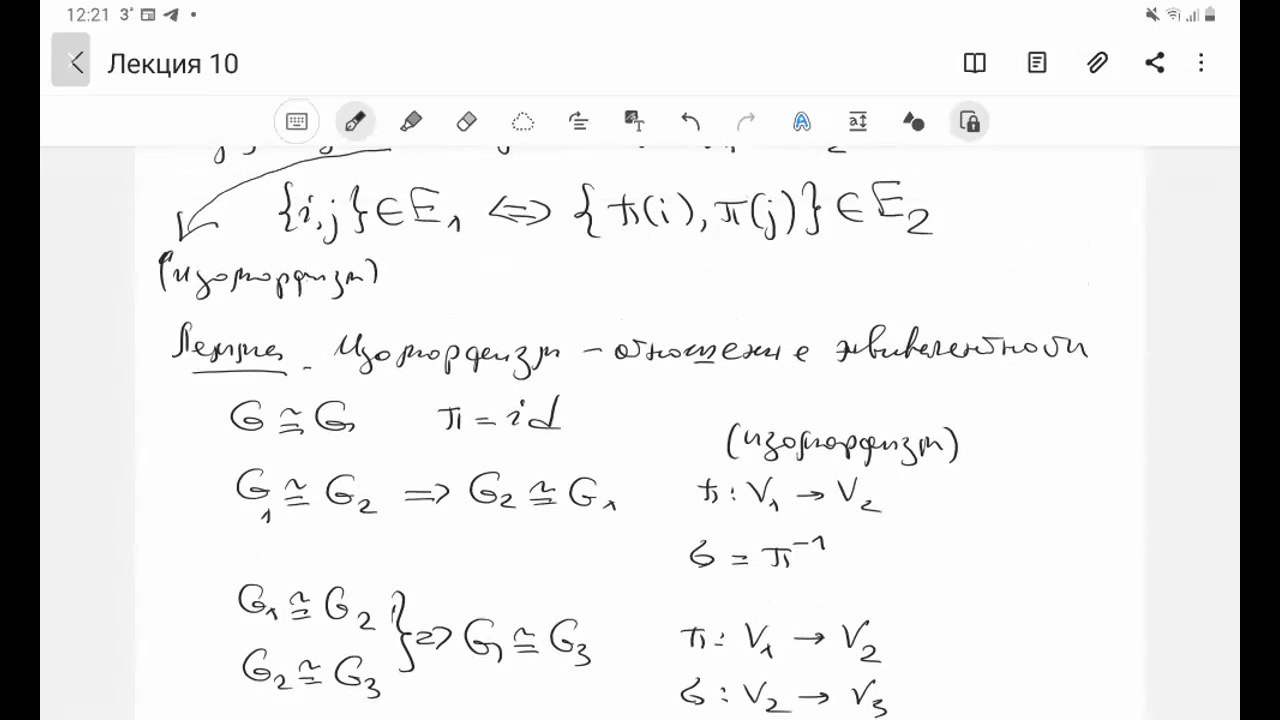 12:21 3°
Лекция 10
{i,j} ∈ E₁ ⇔ {π(i), π(j)} ∈ E₂
(изоморфизм)
Лемма. Изоморфизм – отношение эквивалентности
G ≅ G π = id
(изоморфизм)
G₁ ≅ G₂ ⇒ G₂ ≅ G₁ π : V₁ → V₂
σ = π⁻¹
G₁ ≅ G₂ } ⇒ G₁ ≅ G₃ π : V₁ → V₂
G₂ ≅ G₃ σ : V₂ → V₃